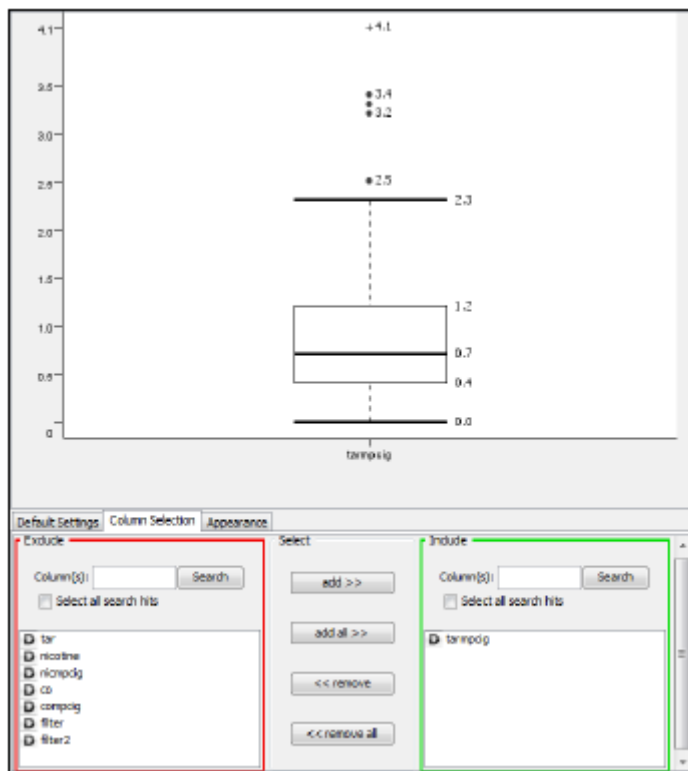 4.1
+4.1
3.5
3.4
3.2
3.0
2.5
2.5
2.3
2.0
1.5
1.2
1.0
0.7
0.5
0.4
0.0
0
tarmpcig
Default Settings Column Selection Appearance
Exclude Select Include
Column(s): Search add >> Column(s): Search
Select all search hits Select all search hits
D tar add all >> D tarmpcig
D nicotine
D nicmpcig << remove
D co
D compcig
D filter << remove all
D filter2